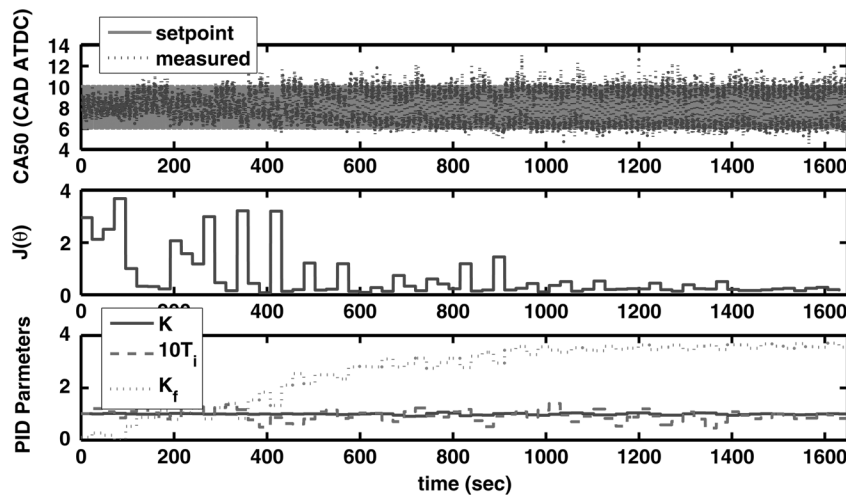 setpoint
measured
CA50 (CAD ATDC)
14
12
10
8
6
4
0 200 400 600 800 1000 1200 1400 1600
J(θ)
4
2
0
0 400 600 800 1000 1200 1400 1600
K
10Ti
Kf
PID Parmeters
4
2
0
0 200 400 600 800 1000 1200 1400 1600
time (sec)